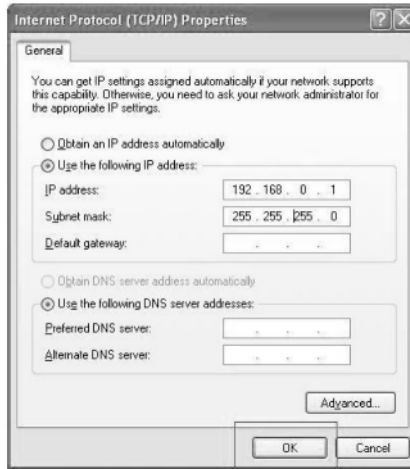 Internet Protocol (TCP/IP) Properties
General
You can get IP settings assigned automatically if your network supports
this capability. Otherwise, you need to ask your network administrator for
the appropriate IP settings.
Obtain an IP address automatically
Use the following IP address:
IP address: 192 . 168 . 0 . 1
Subnet mask: 255 . 255 . 255 . 0
Default gateway: . . .
Obtain DNS server address automatically
Use the following DNS server addresses:
Preferred DNS server: . . .
Alternate DNS server: . . .
Advanced...
OK Cancel